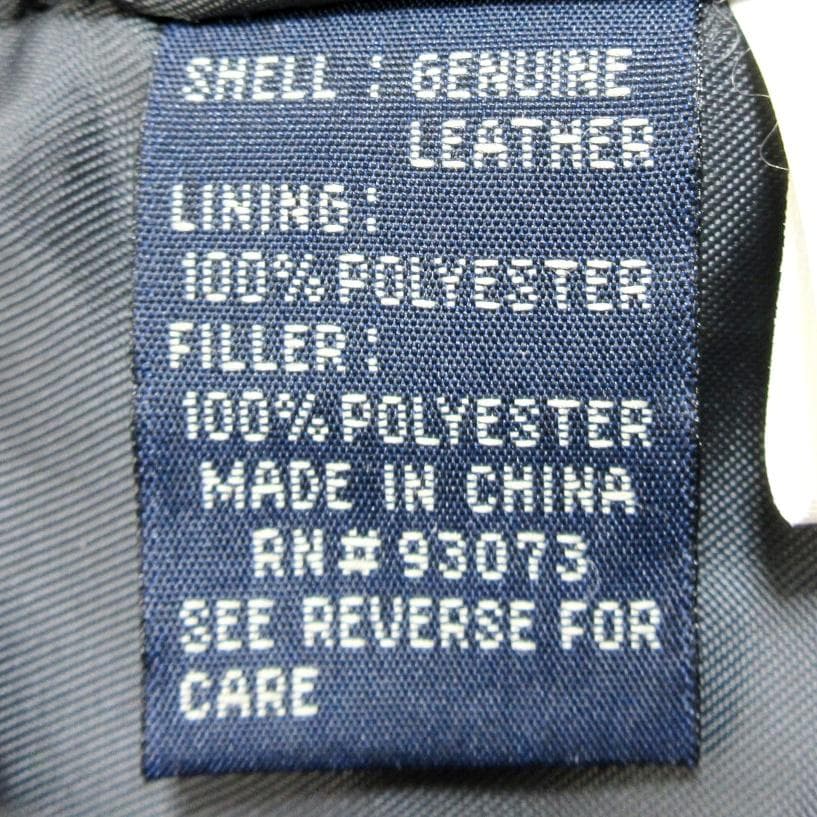 SHELL : GENUINE
LEATHER
LINING:
100% POLYESTER
FILLER:
100% POLYESTER
MADE IN CHINA
RN# 93073
SEE REVERSE FOR
CARE